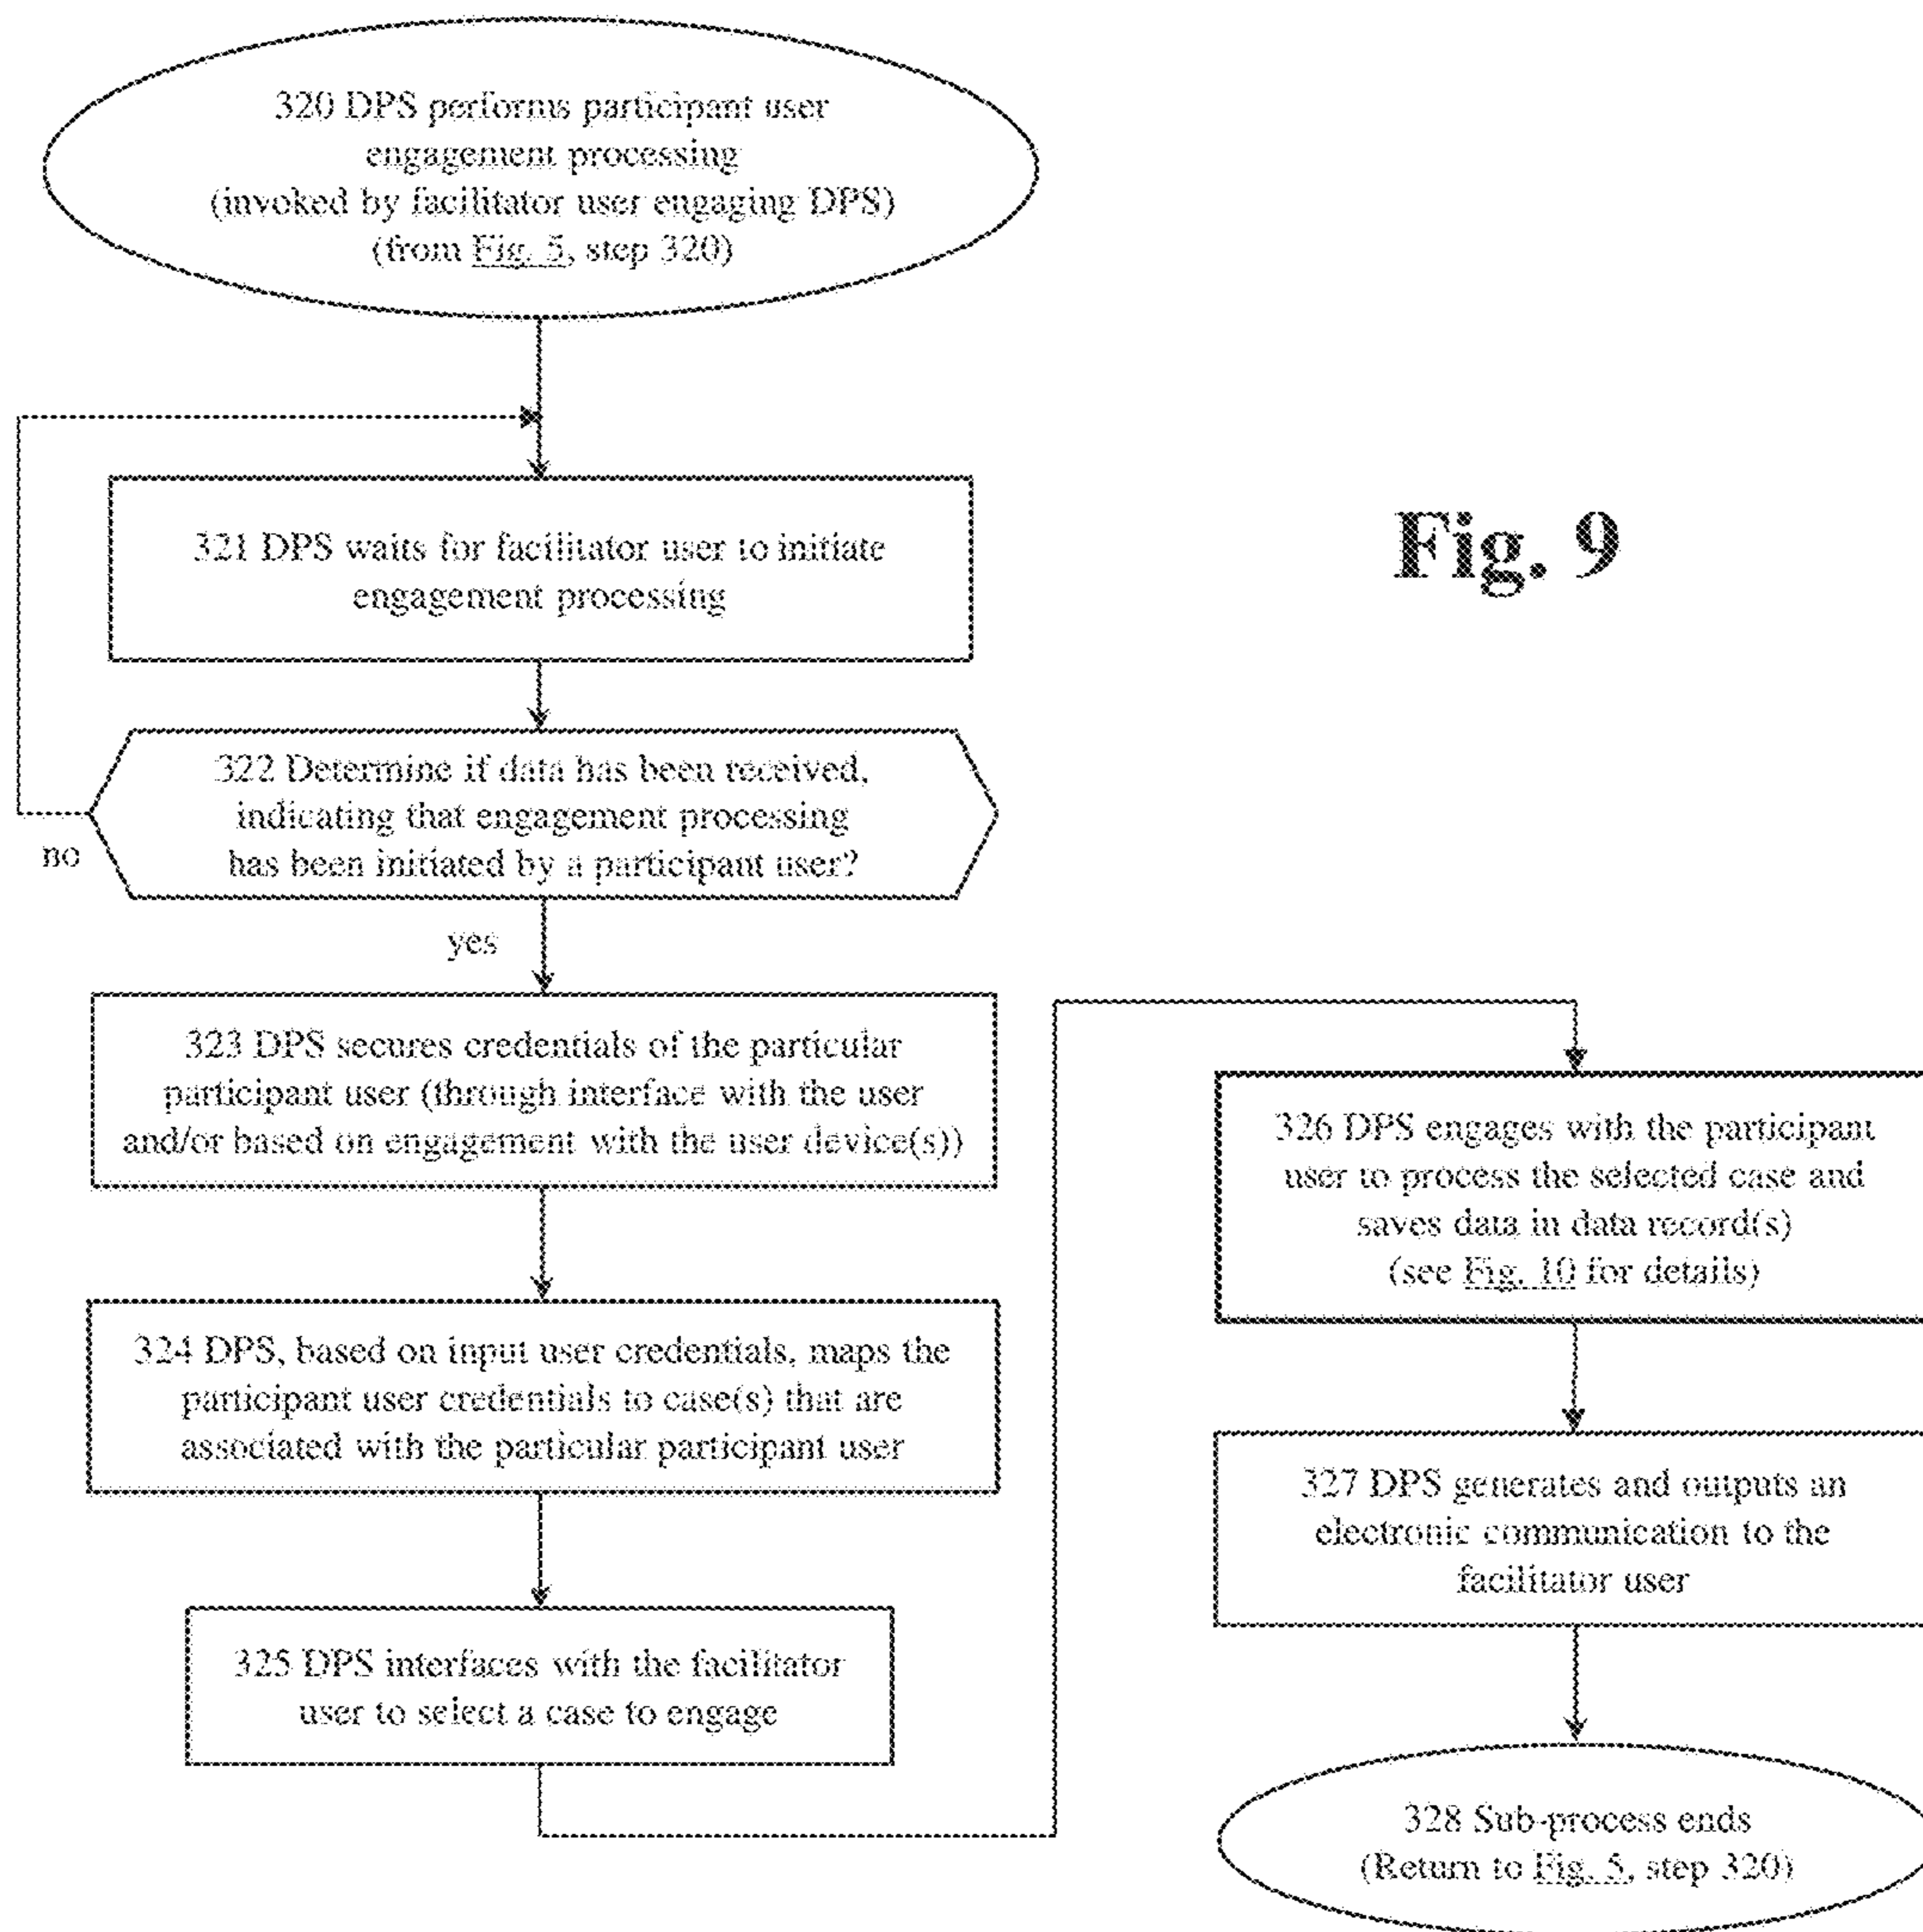 320 DPS performs participant user
engagement processing
(invoked by facilitator user engaging DPS)
(from Fig. 5, step 320)
321 DPS waits for facilitator user to initiate
engagement processing
Fig. 9
322 Determine if data has been received,
indicating that engagement processing
has been initiated by a participant user?
no
yes
323 DPS secures credentials of the particular
participant user (through interface with the user
and/or based on engagement with the user device(s))
324 DPS, based on input user credentials, maps the
participant user credentials to case(s) that are
associated with the particular participant user
325 DPS interfaces with the facilitator
user to select a case to engage
326 DPS engages with the participant
user to process the selected case and
saves data in data record(s)
(see Fig. 10 for details)
327 DPS generates and outputs an
electronic communication to the
facilitator user
328 Sub-process ends
(Return to Fig. 5, step 320)